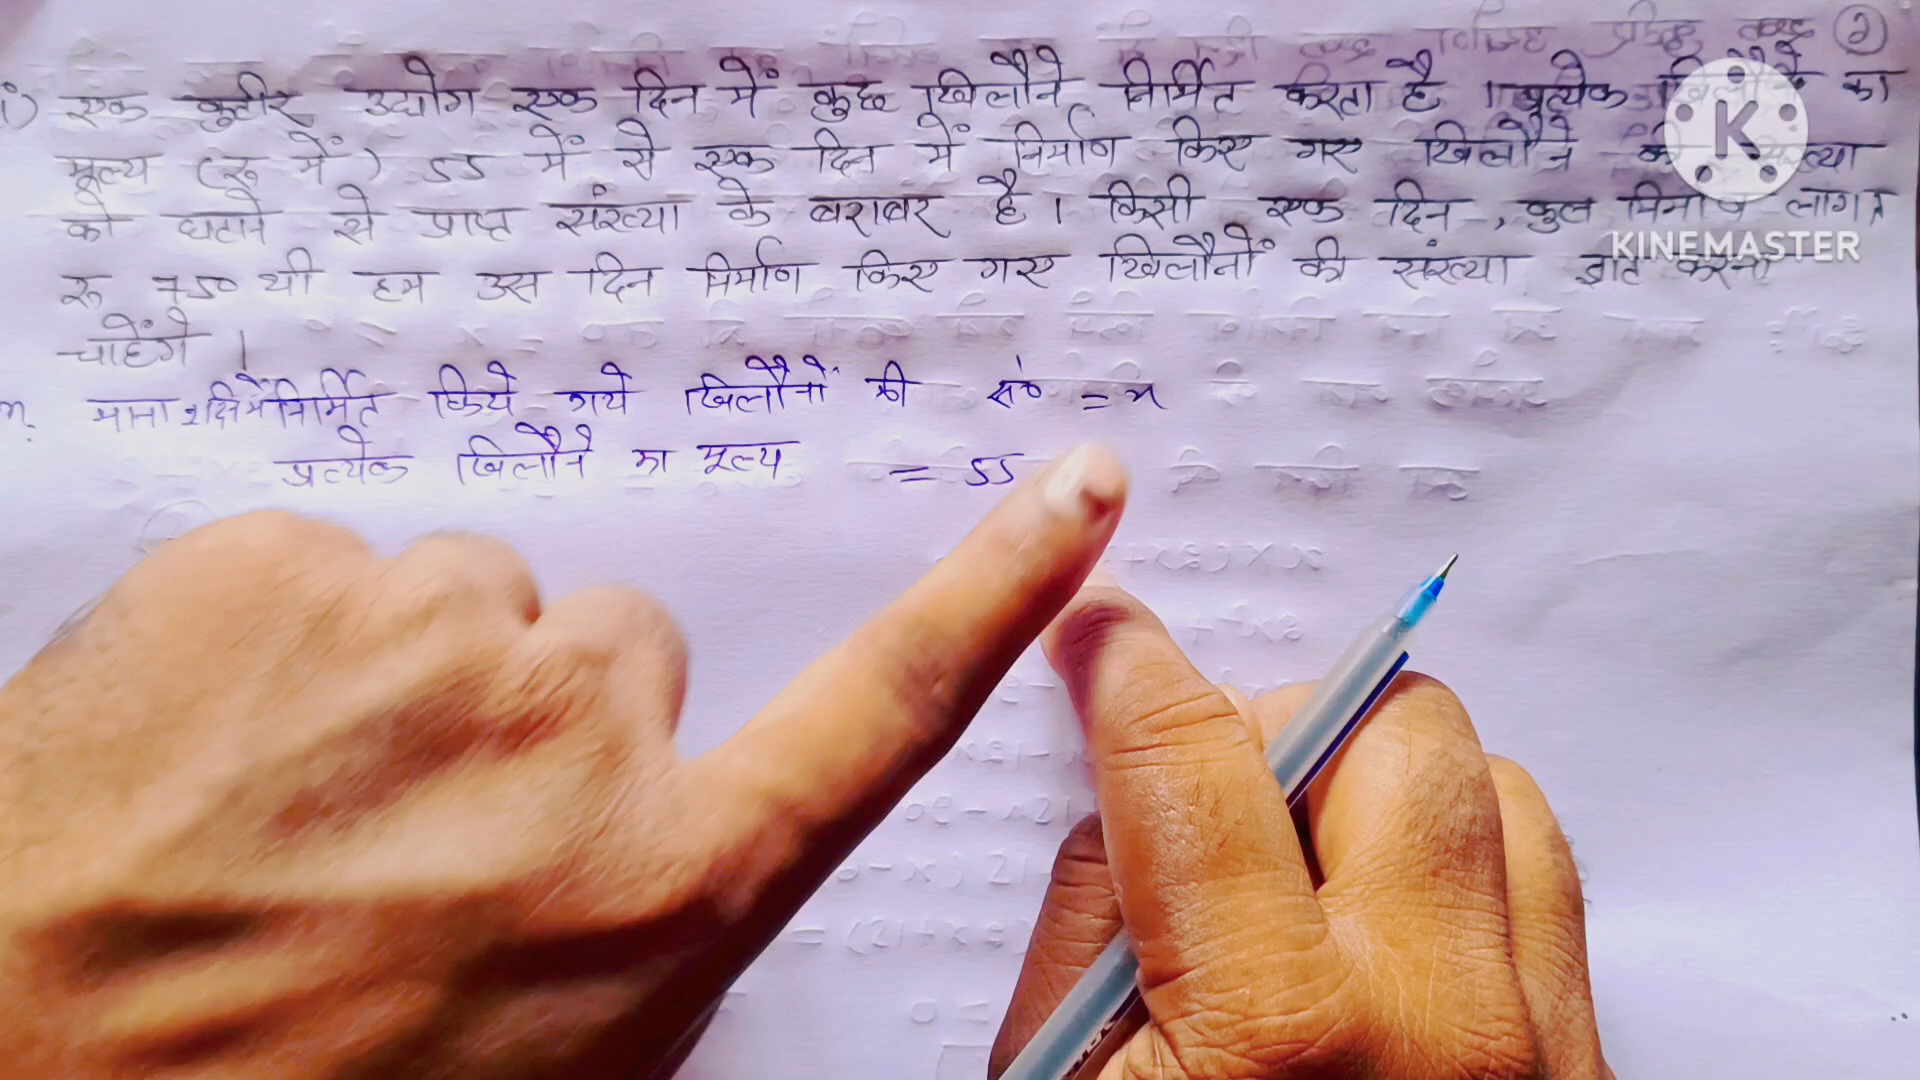 एक कुटीर उद्योग एक दिन में कुछ खिलौने निर्मित करता है । प्रत्येक का
मूल्य (रू में) 55 में से एक दिन में निर्माण किए गए खिलौने
को घटाने से प्राप्त संख्या के बराबर है । किसी एक दिन , कुल लागत
रू 750 थी हम उस दिन निर्माण किए गए खिलौनों की संख्या ज्ञात करना
चाहेंगे ।
माना 1 दिन में निर्मित किये गये खिलौनों की सं० = x
प्रत्येक खिलौने का मूल्य = 55
K
KINEMASTER